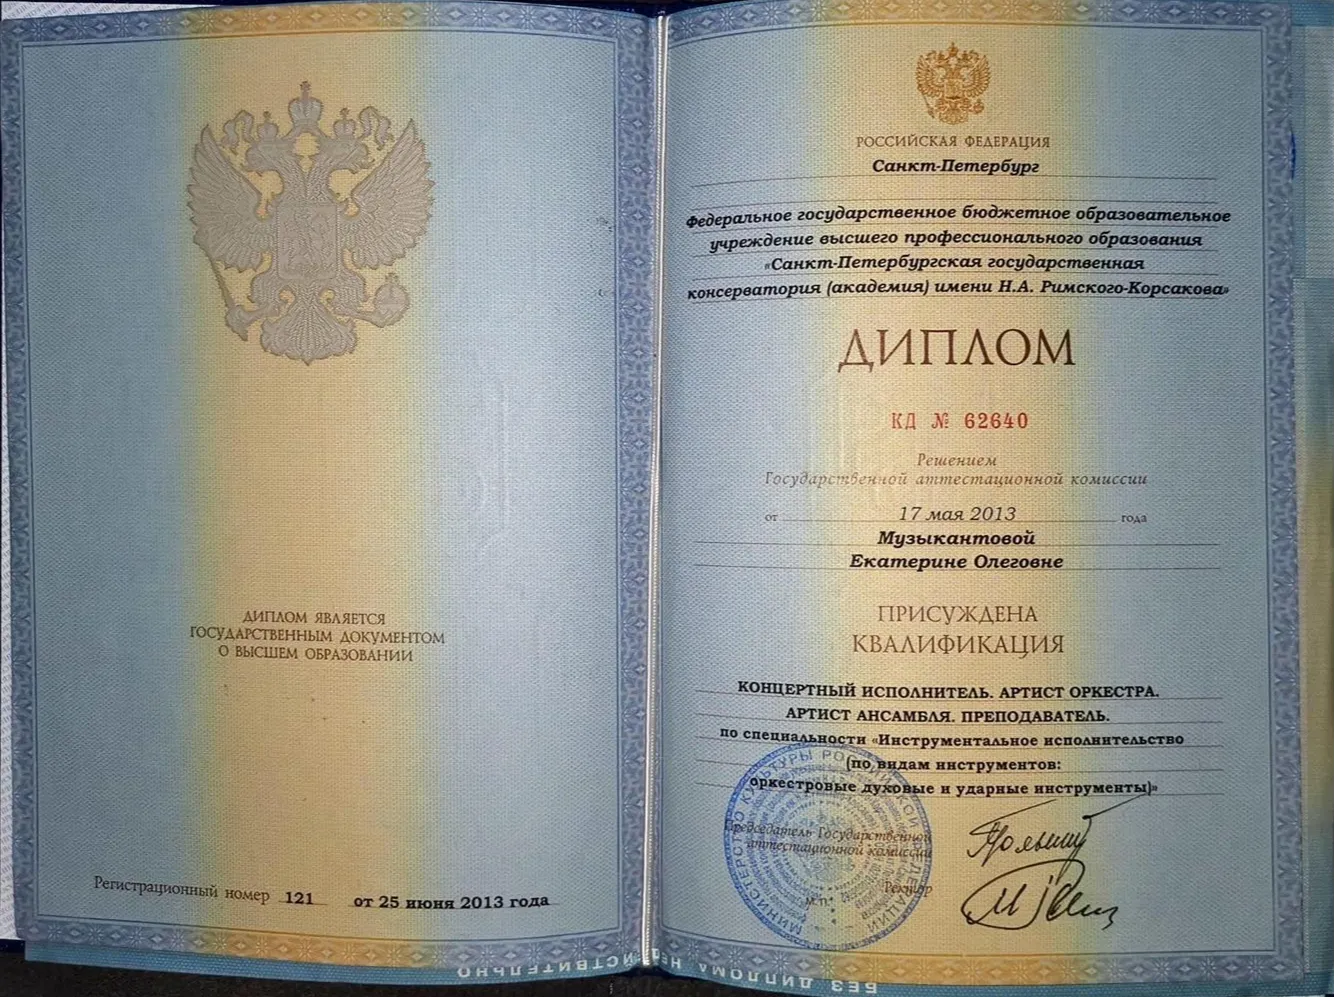 ДИПЛОМ ЯВЛЯЕТСЯ
ГОСУДАРСТВЕННЫМ ДОКУМЕНТОМ
О ВЫСШЕМ ОБРАЗОВАНИИ
Регистрационный номер 121 от 25 июня 2013 года
РОССИЙСКАЯ ФЕДЕРАЦИЯ
Санкт-Петербург
Федеральное государственное бюджетное образовательное
учреждение высшего профессионального образования
«Санкт-Петербургская государственная
консерватория (академия) имени Н.А. Римского-Корсакова»
ДИПЛОМ
КД № 62640
Решением
Государственной аттестационной комиссии
от 17 мая 2013 года
Музыкантовой
Екатерине Олеговне
ПРИСУЖДЕНА
КВАЛИФИКАЦИЯ
КОНЦЕРТНЫЙ ИСПОЛНИТЕЛЬ. АРТИСТ ОРКЕСТРА.
АРТИСТ АНСАМБЛЯ. ПРЕПОДАВАТЕЛЬ.
по специальности «Инструментальное исполнительство
(по видам инструментов:
оркестровые духовые и ударные инструменты)»
Председатель Государственной
аттестационной комиссии
Ректор
М.П.
МИНИСТЕРСТВО КУЛЬТУРЫ РОССИЙСКОЙ ФЕДЕРАЦИИ
БЕЗ ДИПЛОМА НЕДЕЙСТВИТЕЛЬНО